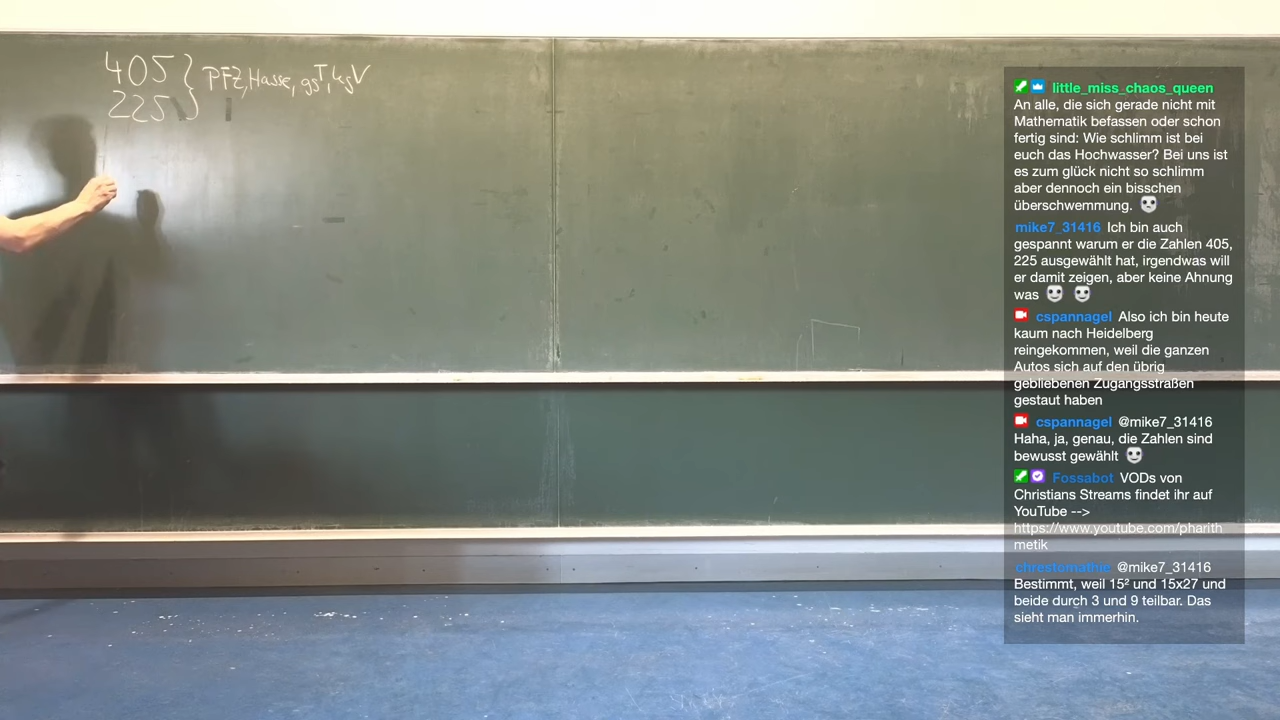 405
225
} PFZ, Hasse, ggT, kgV
little_miss_chaos_queen
An alle, die sich gerade nicht mit
Mathematik befassen oder schon
fertig sind: Wie schlimm ist bei
euch das Hochwasser? Bei uns ist
es zum glück nicht so schlimm
aber dennoch ein bisschen
überschwemmung.
mike7_31416 Ich bin auch
gespannt warum er die Zahlen 405,
225 ausgewählt hat, irgendwas will
er damit zeigen, aber keine Ahnung
was
cspannagel Also ich bin heute
kaum nach Heidelberg
reingekommen, weil die ganzen
Autos sich auf den übrig
gebliebenen Zugangsstraßen
gestaut haben
cspannagel @mike7_31416
Haha, ja, genau, die Zahlen sind
bewusst gewählt
Fossabot VODs von
Christians Streams findet ihr auf
YouTube -->
https://www.youtube.com/pharith
metik
chrestomathie @mike7_31416
Bestimmt, weil 15² und 15x27 und
beide durch 3 und 9 teilbar. Das
sieht man immerhin.